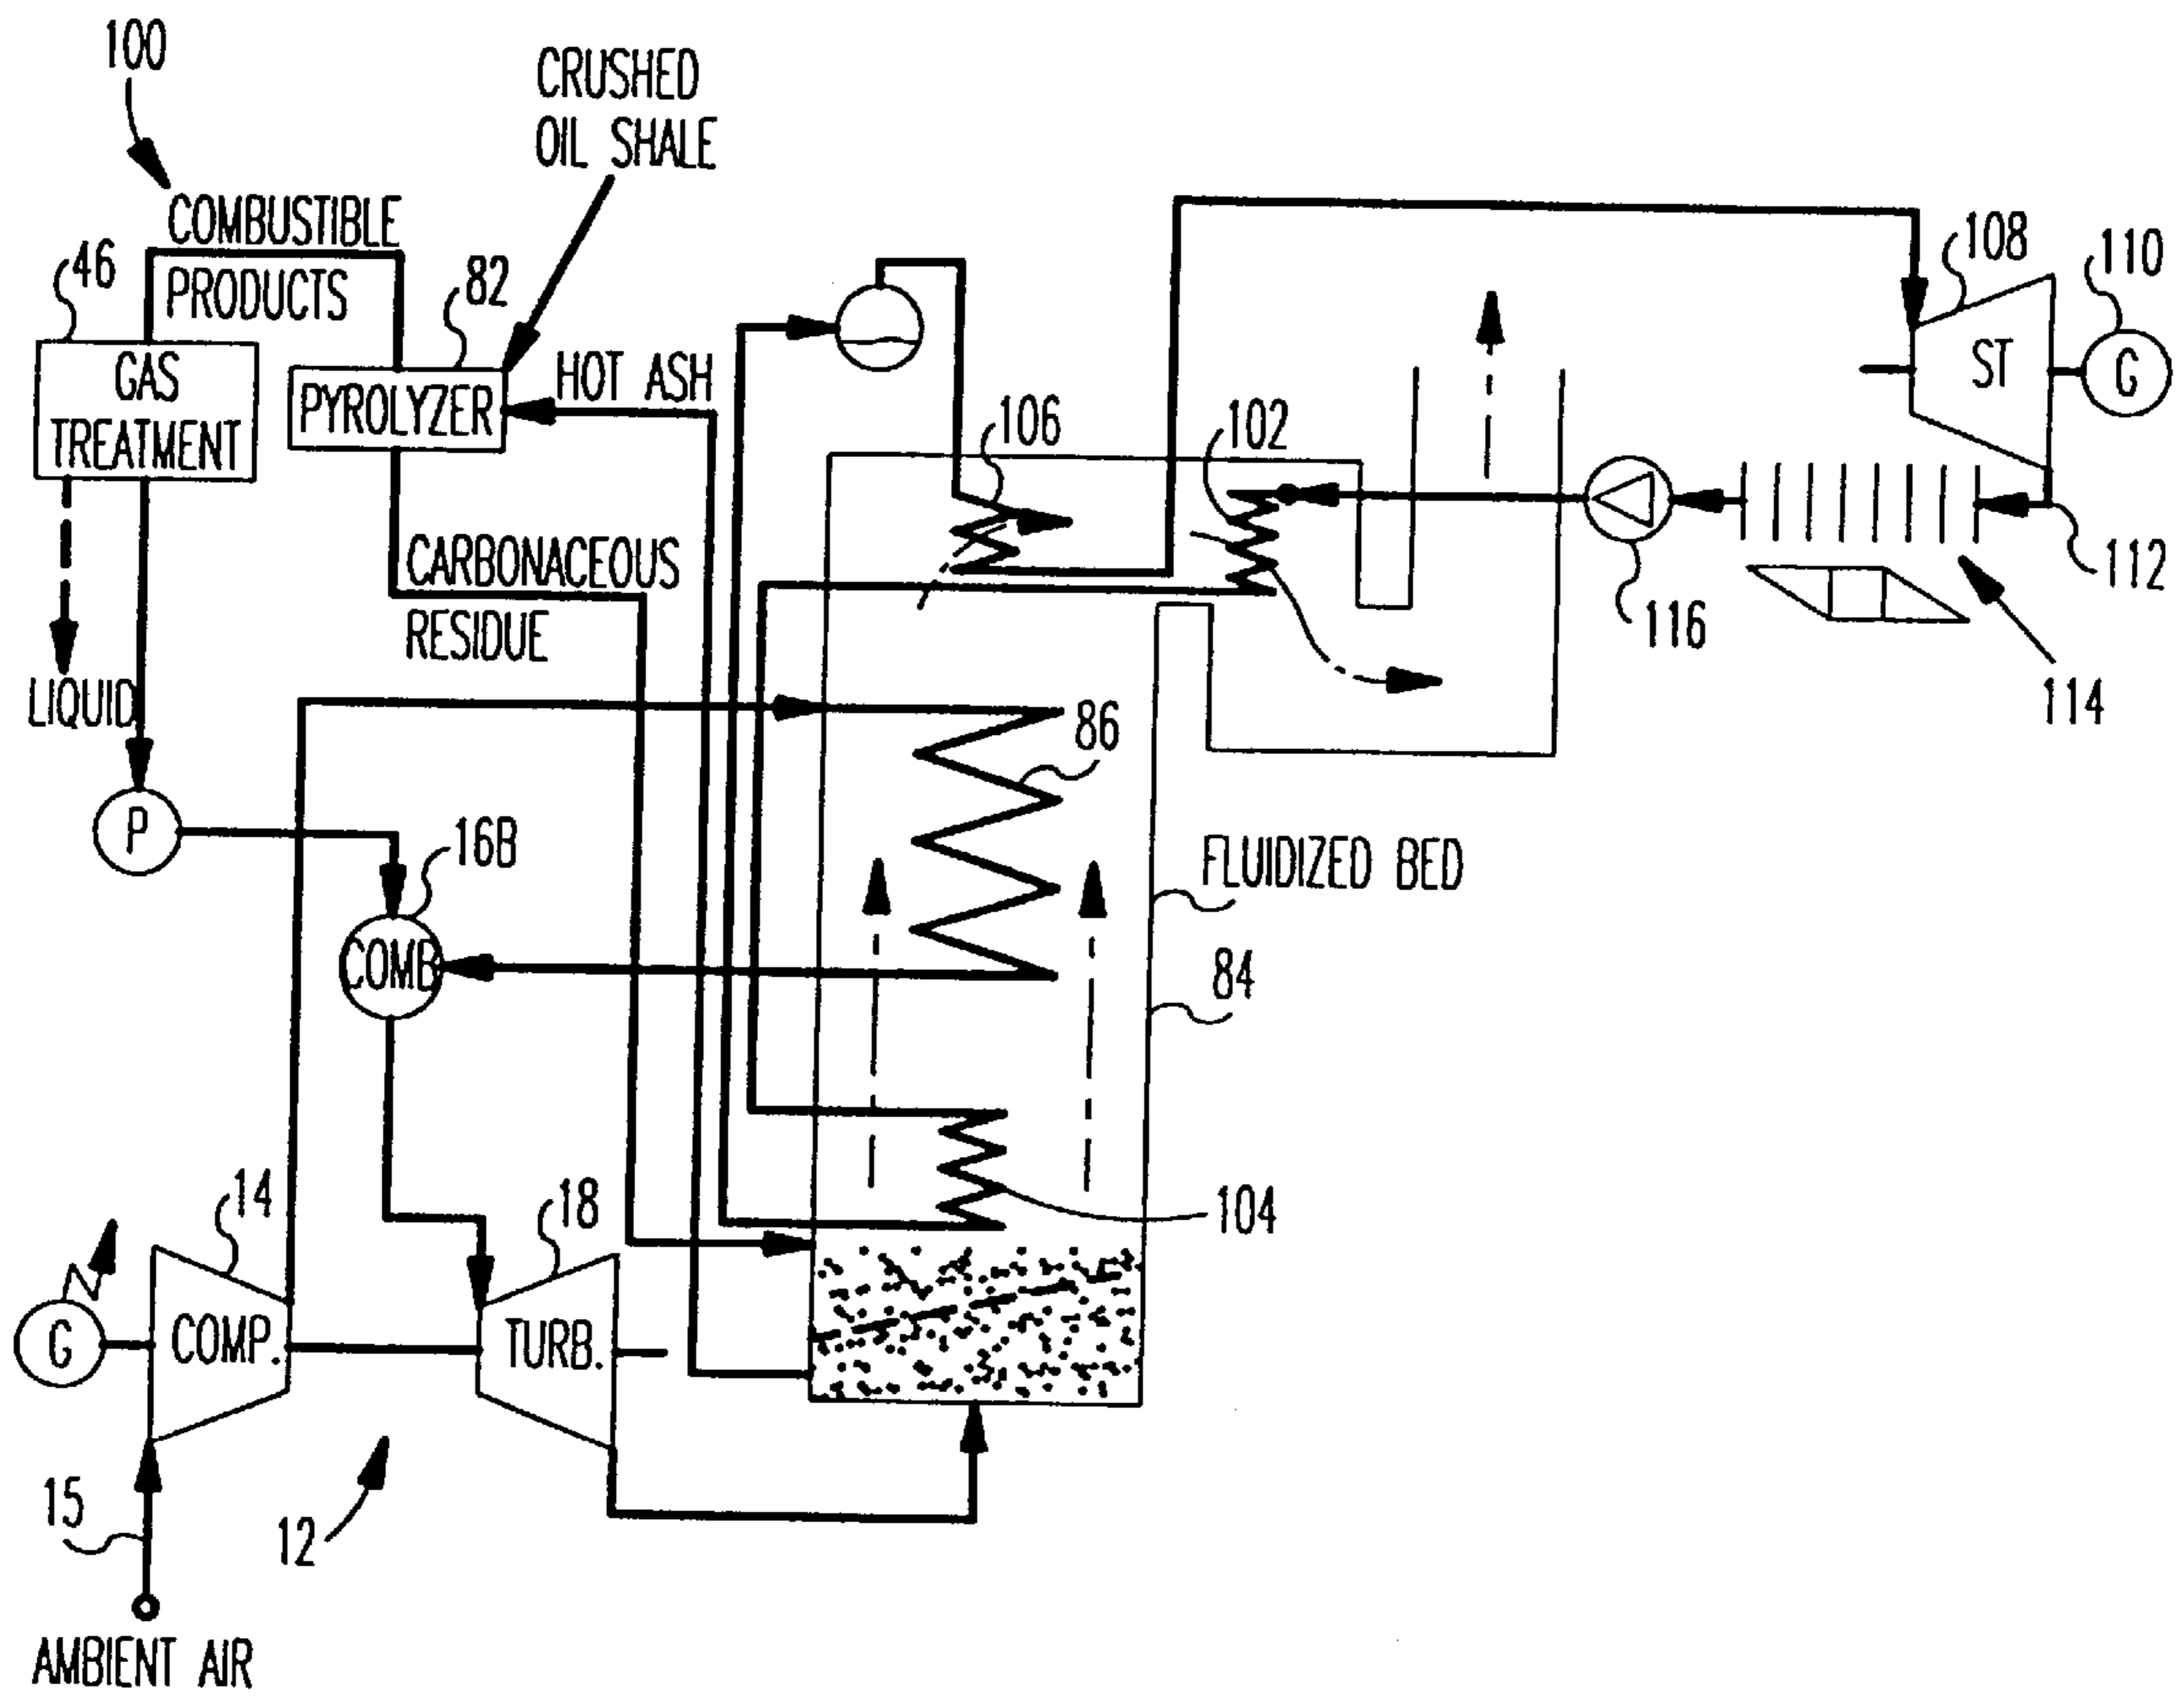 100
CRUSHED
OIL SHALE
COMBUSTIBLE
PRODUCTS
46
82
GAS
TREATMENT
PYROLYZER
HOT ASH
106
102
108
110
ST
G
112
116
114
CARBONACEOUS
RESIDUE
LIQUID
86
P
16B
COMB
FLUIDIZED BED
84
104
14
18
G
COMP.
TURB.
15
12
AMBIENT AIR